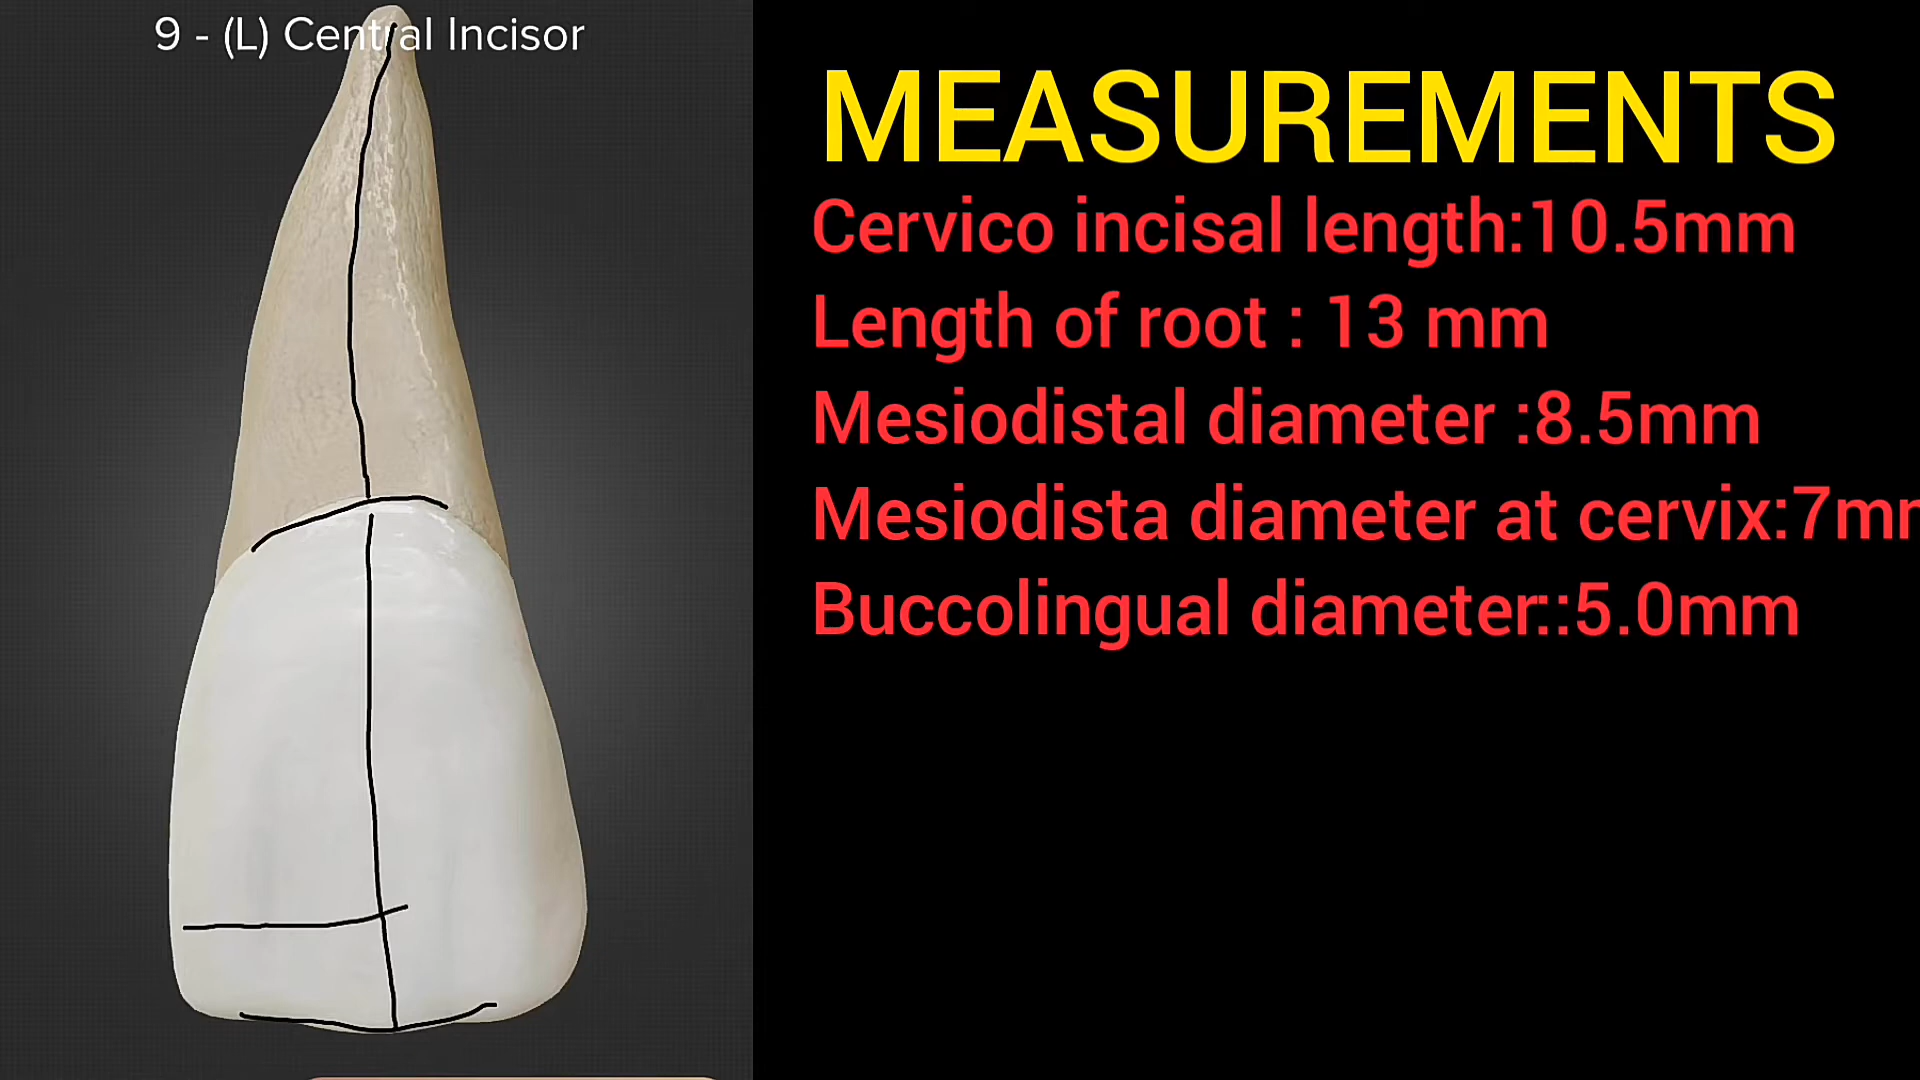 9 - (L) Central Incisor
MEASUREMENTS
Cervico incisal length:10.5mm
Length of root : 13 mm
Mesiodistal diameter :8.5mm
Mesiodista diameter at cervix:7mm
Buccolingual diameter::5.0mm